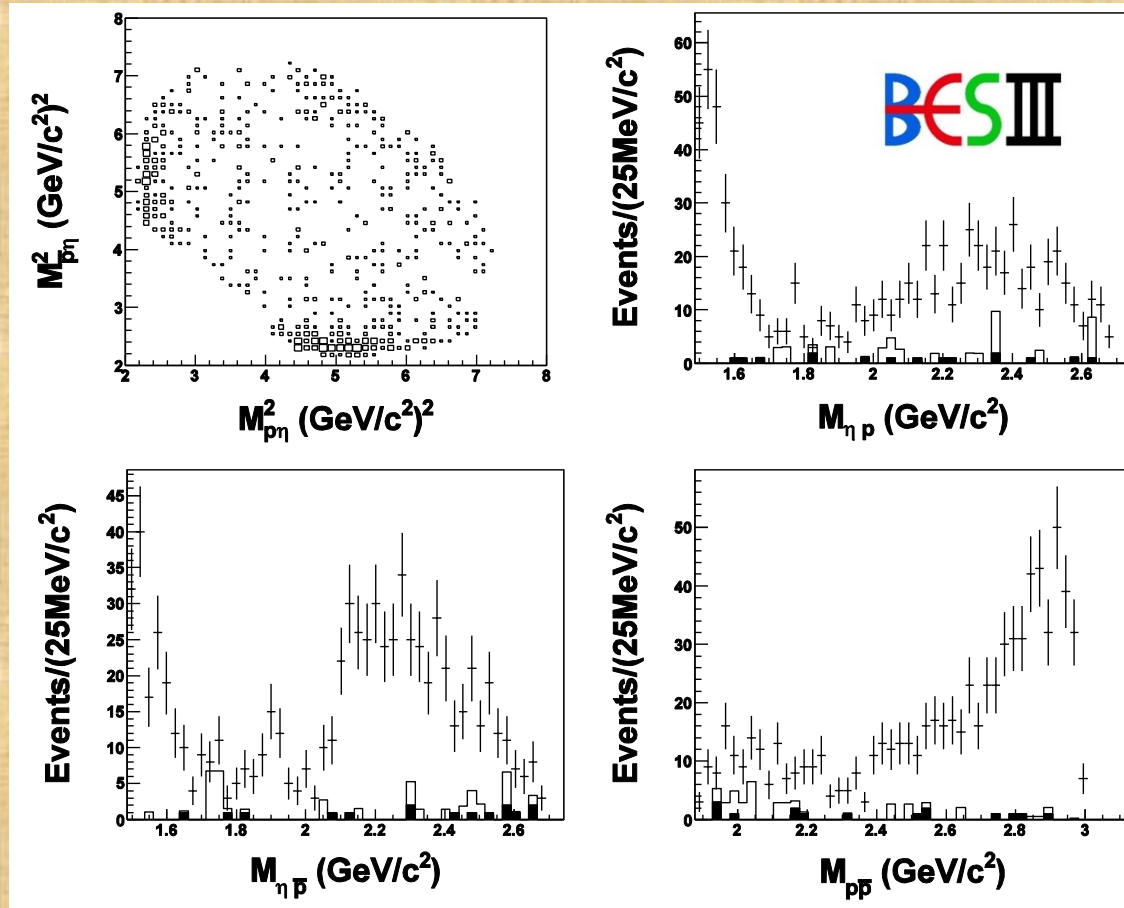 8
7
6
5
4
3
2
2 3 4 5 6 7 8
M²p̅η (GeV/c²)²
M²pη (GeV/c²)²
60
50
40
30
20
10
0
1.6 1.8 2 2.2 2.4 2.6
Events/(25MeV/c²)
Mη p (GeV/c²)
BESIII
45
40
35
30
25
20
15
10
5
0
1.6 1.8 2 2.2 2.4 2.6
Events/(25MeV/c²)
Mη p̅ (GeV/c²)
50
40
30
20
10
0
2 2.2 2.4 2.6 2.8 3
Events/(25MeV/c²)
Mpp̅ (GeV/c²)